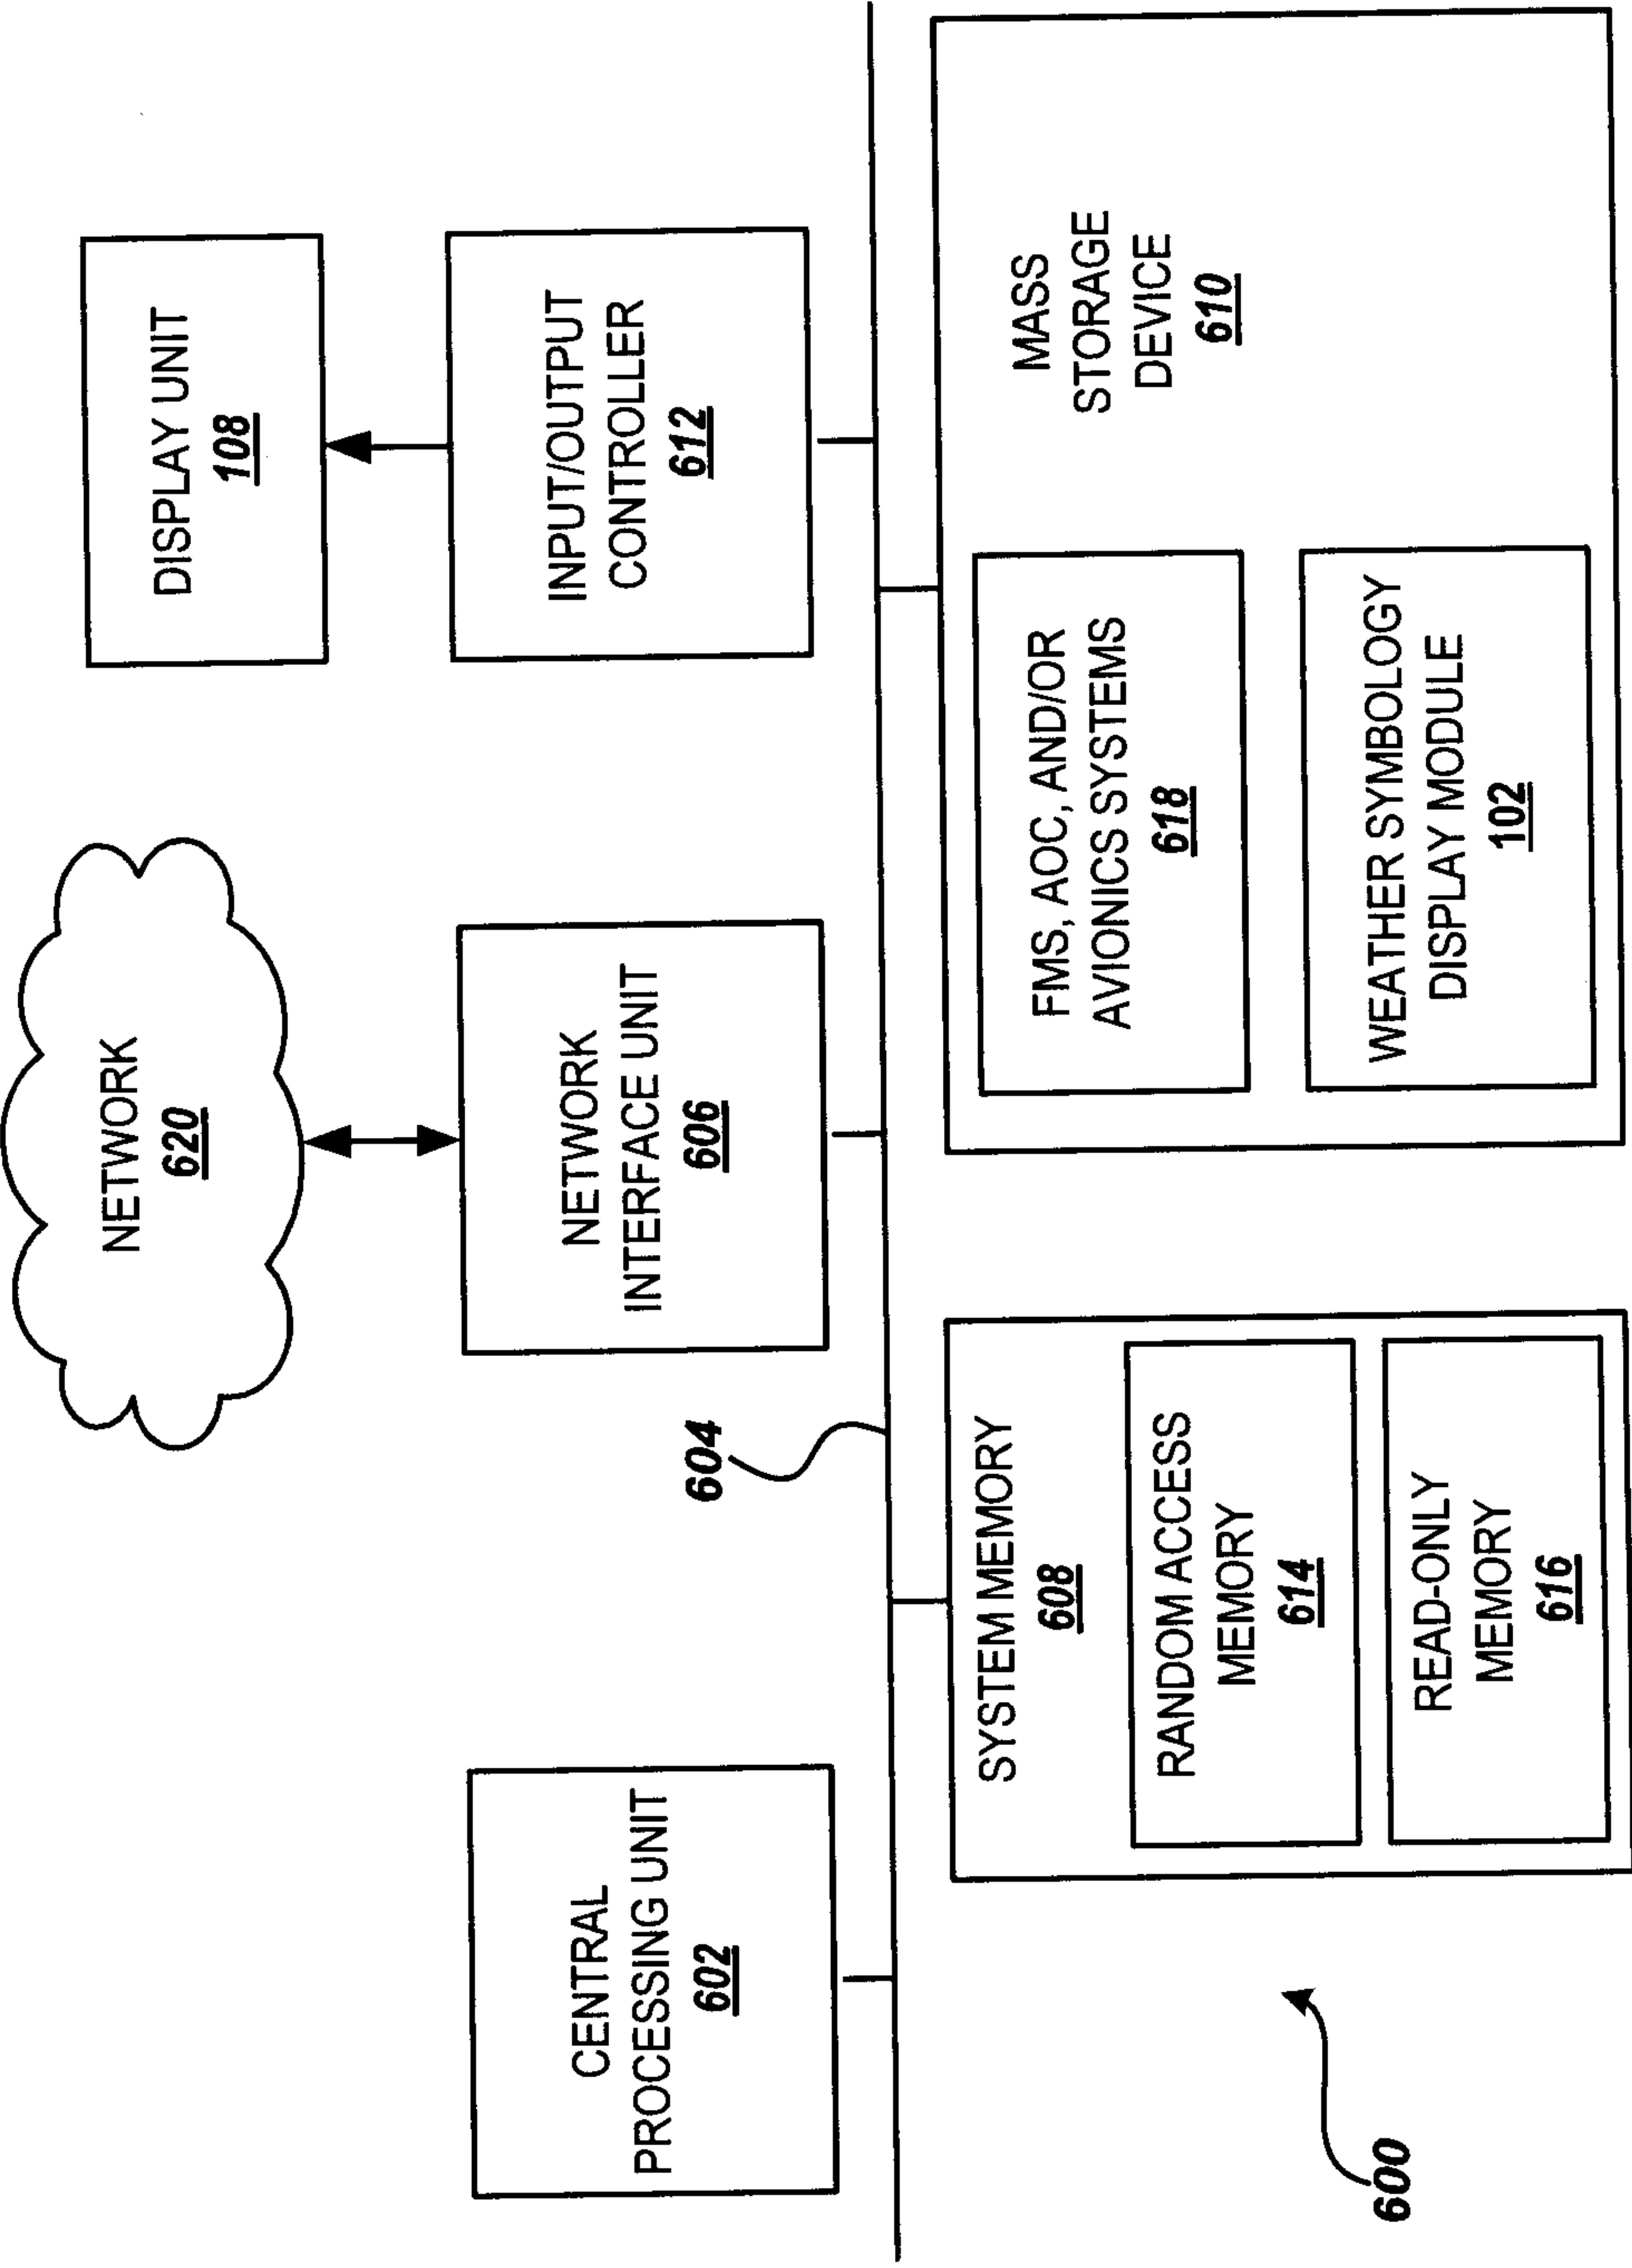 NETWORK
620
DISPLAY UNIT
108
CENTRAL
PROCESSING UNIT
602
NETWORK
INTERFACE UNIT
606
INPUT/OUTPUT
CONTROLLER
612
604
SYSTEM MEMORY
608
RANDOM ACCESS
MEMORY
614
READ-ONLY
MEMORY
616
FMS, AOC, AND/OR
AVIONICS SYSTEMS
618
WEATHER SYMBOLOGY
DISPLAY MODULE
102
MASS
STORAGE
DEVICE
610
600